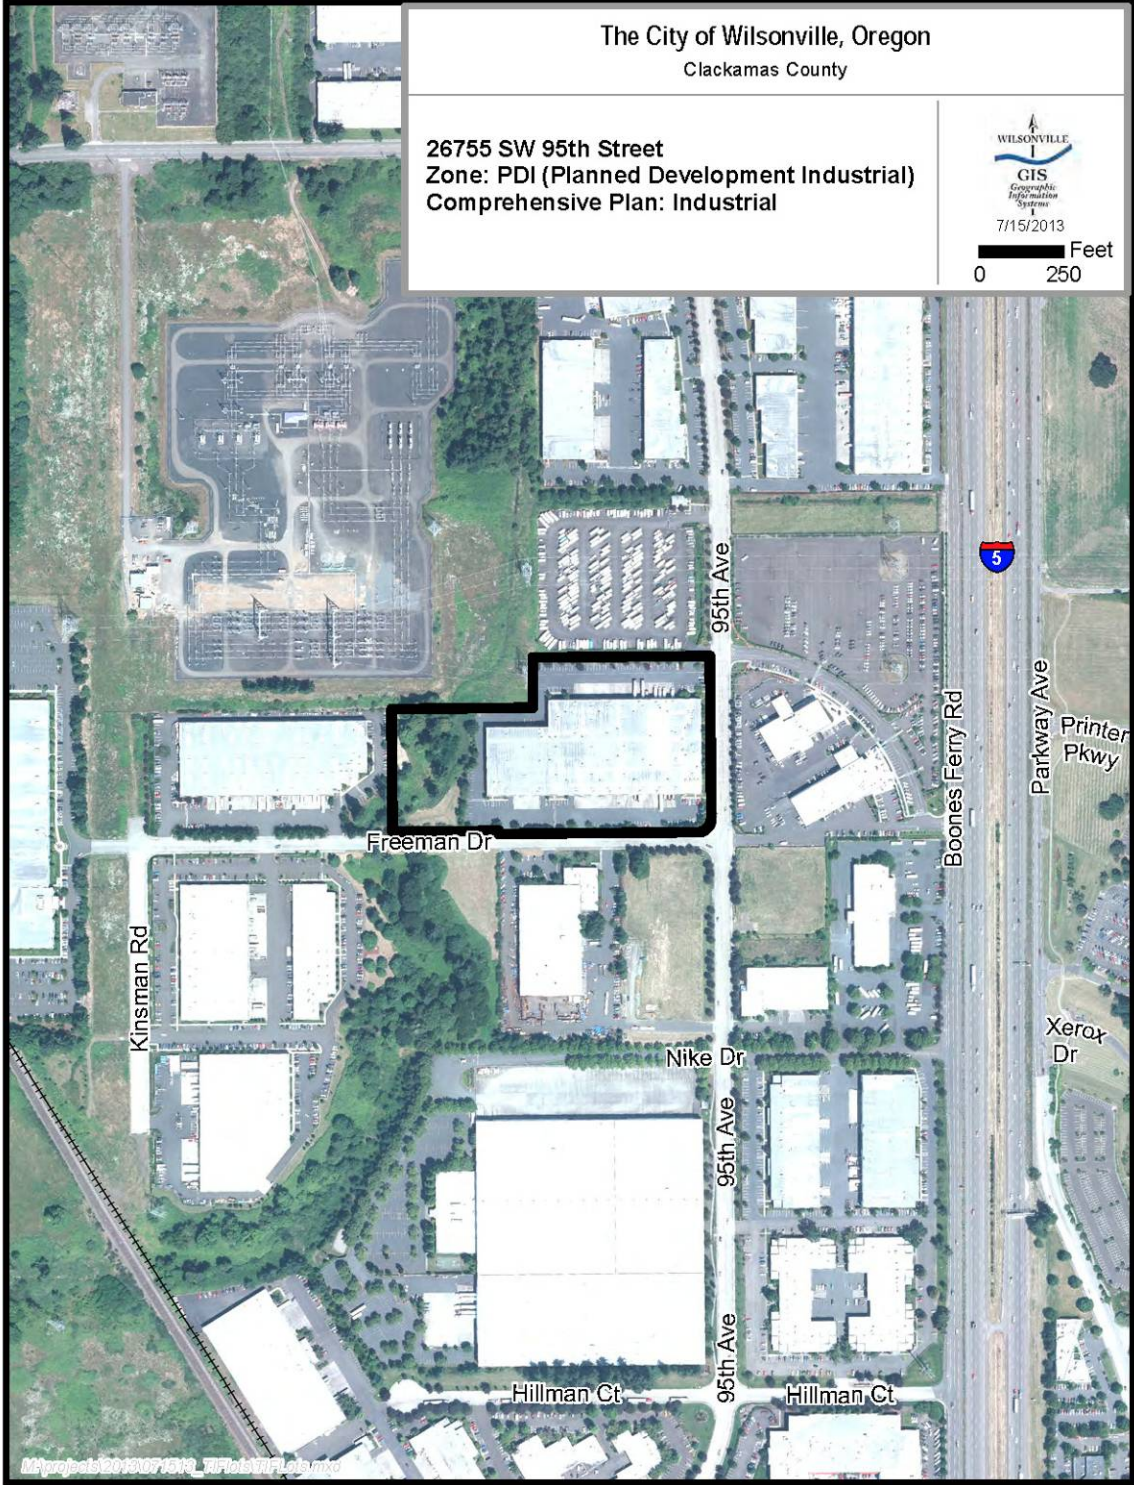 The City of Wilsonville, Oregon
Clackamas County
26755 SW 95th Street
Zone: PDI (Planned Development Industrial)
Comprehensive Plan: Industrial
WILSONVILLE
GIS
Geographic
Information
Systems
7/15/2013
Feet
0 250
5
95th Ave
Boones Ferry Rd
Parkway Ave
Printer
Pkwy
Freeman Dr
Kinsman Rd
Nike Dr
Xerox
Dr
95th Ave
95th Ave
Hillman Ct
Hillman Ct